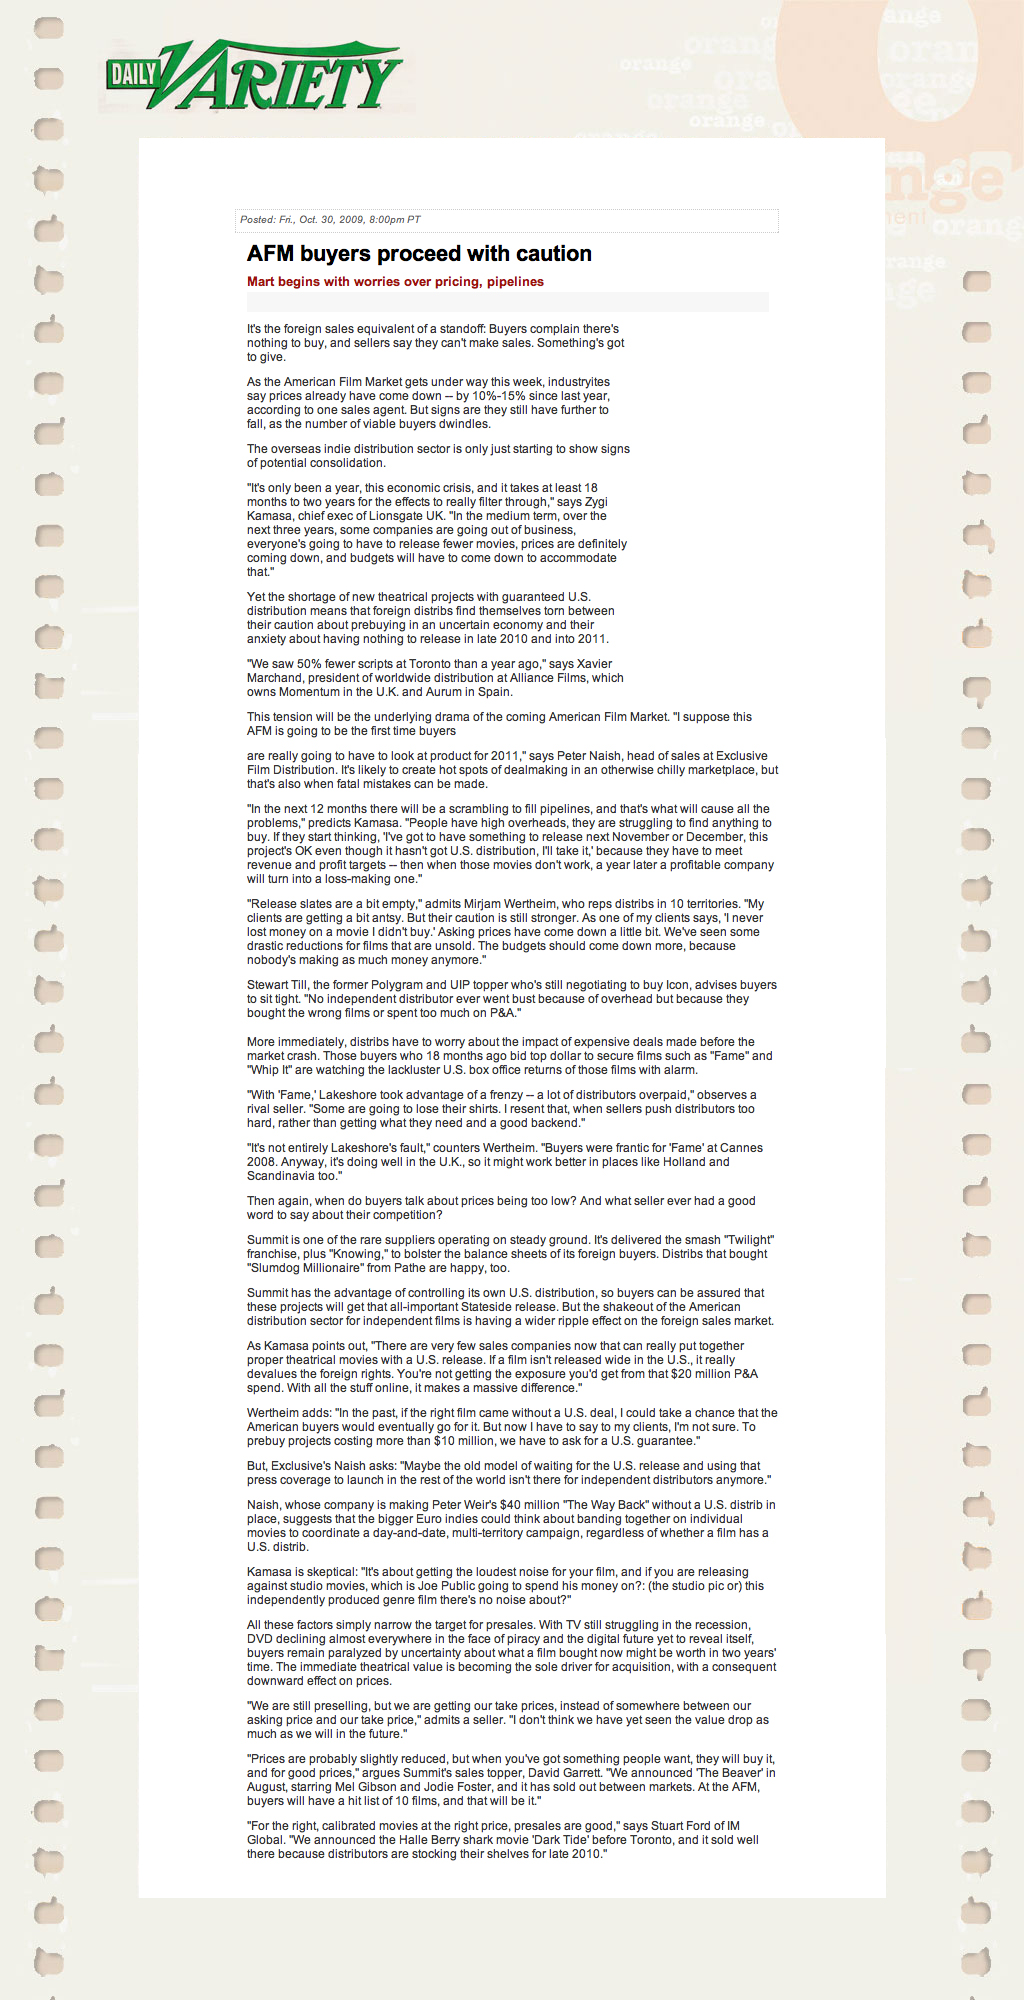 DAILY VARIETY
orange
orange
orange
orange
orange
orange
orange
orange
Posted: Fri., Oct. 30, 2009, 8:00pm PT
AFM buyers proceed with caution
Mart begins with worries over pricing, pipelines
It's the foreign sales equivalent of a standoff: Buyers complain there's
nothing to buy, and sellers say they can't make sales. Something's got
to give.
As the American Film Market gets under way this week, industryites
say prices already have come down -- by 10%-15% since last year,
according to one sales agent. But signs are they still have further to
fall, as the number of viable buyers dwindles.
The overseas indie distribution sector is only just starting to show signs
of potential consolidation.
"It's only been a year, this economic crisis, and it takes at least 18
months to two years for the effects to really filter through," says Zygi
Kamasa, chief exec of Lionsgate UK. "In the medium term, over the
next three years, some companies are going out of business,
everyone's going to have to release fewer movies, prices are definitely
coming down, and budgets will have to come down to accommodate
that."
Yet the shortage of new theatrical projects with guaranteed U.S.
distribution means that foreign distribs find themselves torn between
their caution about prebuying in an uncertain economy and their
anxiety about having nothing to release in late 2010 and into 2011.
"We saw 50% fewer scripts at Toronto than a year ago," says Xavier
Marchand, president of worldwide distribution at Alliance Films, which
owns Momentum in the U.K. and Aurum in Spain.
This tension will be the underlying drama of the coming American Film Market. "I suppose this
AFM is going to be the first time buyers
are really going to have to look at product for 2011," says Peter Naish, head of sales at Exclusive
Film Distribution. It's likely to create hot spots of dealmaking in an otherwise chilly marketplace, but
that's also when fatal mistakes can be made.
"In the next 12 months there will be a scrambling to fill pipelines, and that's what will cause all the
problems," predicts Kamasa. "People have high overheads, they are struggling to find anything to
buy. If they start thinking, 'I've got to have something to release next November or December, this
project's OK even though it hasn't got U.S. distribution, I'll take it,' because they have to meet
revenue and profit targets -- then when those movies don't work, a year later a profitable company
will turn into a loss-making one."
"Release slates are a bit empty," admits Mirjam Wertheim, who reps distribs in 10 territories. "My
clients are getting a bit antsy. But their caution is still stronger. As one of my clients says, 'I never
lost money on a movie I didn't buy.' Asking prices have come down a little bit. We've seen some
drastic reductions for films that are unsold. The budgets should come down more, because
nobody's making as much money anymore."
Stewart Till, the former Polygram and UIP topper who's still negotiating to buy Icon, advises buyers
to sit tight. "No independent distributor ever went bust because of overhead but because they
bought the wrong films or spent too much on P&A."
More immediately, distribs have to worry about the impact of expensive deals made before the
market crash. Those buyers who 18 months ago bid top dollar to secure films such as "Fame" and
"Whip It" are watching the lackluster U.S. box office returns of those films with alarm.
"With 'Fame,' Lakeshore took advantage of a frenzy -- a lot of distributors overpaid," observes a
rival seller. "Some are going to lose their shirts. I resent that, when sellers push distributors too
hard, rather than getting what they need and a good backend."
"It's not entirely Lakeshore's fault," counters Wertheim. "Buyers were frantic for 'Fame' at Cannes
2008. Anyway, it's doing well in the U.K., so it might work better in places like Holland and
Scandinavia too."
Then again, when do buyers talk about prices being too low? And what seller ever had a good
word to say about their competition?
Summit is one of the rare suppliers operating on steady ground. It's delivered the smash "Twilight"
franchise, plus "Knowing," to bolster the balance sheets of its foreign buyers. Distribs that bought
"Slumdog Millionaire" from Pathe are happy, too.
Summit has the advantage of controlling its own U.S. distribution, so buyers can be assured that
these projects will get that all-important Stateside release. But the shakeout of the American
distribution sector for independent films is having a wider ripple effect on the foreign sales market.
As Kamasa points out, "There are very few sales companies now that can really put together
proper theatrical movies with a U.S. release. If a film isn't released wide in the U.S., it really
devalues the foreign rights. You're not getting the exposure you'd get from that $20 million P&A
spend. With all the stuff online, it makes a massive difference."
Wertheim adds: "In the past, if the right film came without a U.S. deal, I could take a chance that the
American buyers would eventually go for it. But now I have to say to my clients, I'm not sure. To
prebuy projects costing more than $10 million, we have to ask for a U.S. guarantee."
But, Exclusive's Naish asks: "Maybe the old model of waiting for the U.S. release and using that
press coverage to launch in the rest of the world isn't there for independent distributors anymore."
Naish, whose company is making Peter Weir's $40 million "The Way Back" without a U.S. distrib in
place, suggests that the bigger Euro indies could think about banding together on individual
movies to coordinate a day-and-date, multi-territory campaign, regardless of whether a film has a
U.S. distrib.
Kamasa is skeptical: "It's about getting the loudest noise for your film, and if you are releasing
against studio movies, which is Joe Public going to spend his money on?: (the studio pic or) this
independently produced genre film there's no noise about?"
All these factors simply narrow the target for presales. With TV still struggling in the recession,
DVD declining almost everywhere in the face of piracy and the digital future yet to reveal itself,
buyers remain paralyzed by uncertainty about what a film bought now might be worth in two years'
time. The immediate theatrical value is becoming the sole driver for acquisition, with a consequent
downward effect on prices.
"We are still preselling, but we are getting our take prices, instead of somewhere between our
asking price and our take price," admits a seller. "I don't think we have yet seen the value drop as
much as we will in the future."
"Prices are probably slightly reduced, but when you've got something people want, they will buy it,
and for good prices," argues Summit's sales topper, David Garrett. "We announced 'The Beaver' in
August, starring Mel Gibson and Jodie Foster, and it has sold out between markets. At the AFM,
buyers will have a hit list of 10 films, and that will be it."
"For the right, calibrated movies at the right price, presales are good," says Stuart Ford of IM
Global. "We announced the Halle Berry shark movie 'Dark Tide' before Toronto, and it sold well
there because distributors are stocking their shelves for late 2010."